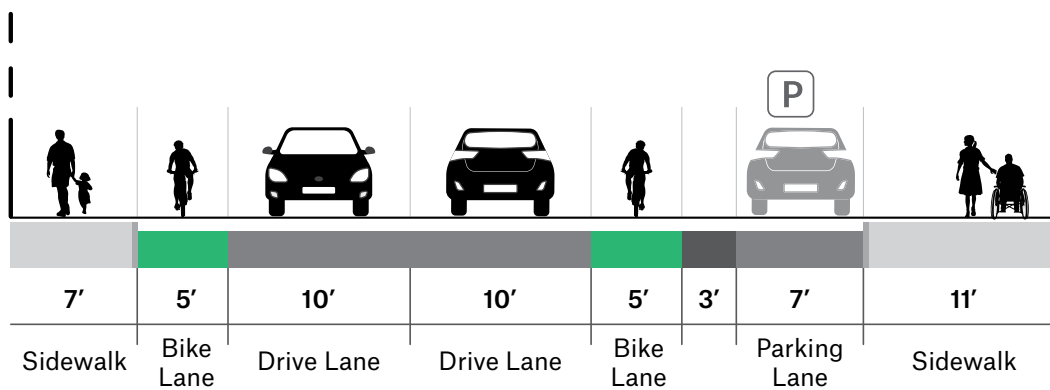 P
7’ 5’ 10’ 10’ 5’ 3’ 7’ 11’
Sidewalk Bike Lane Drive Lane Drive Lane Bike Lane Parking Lane Sidewalk